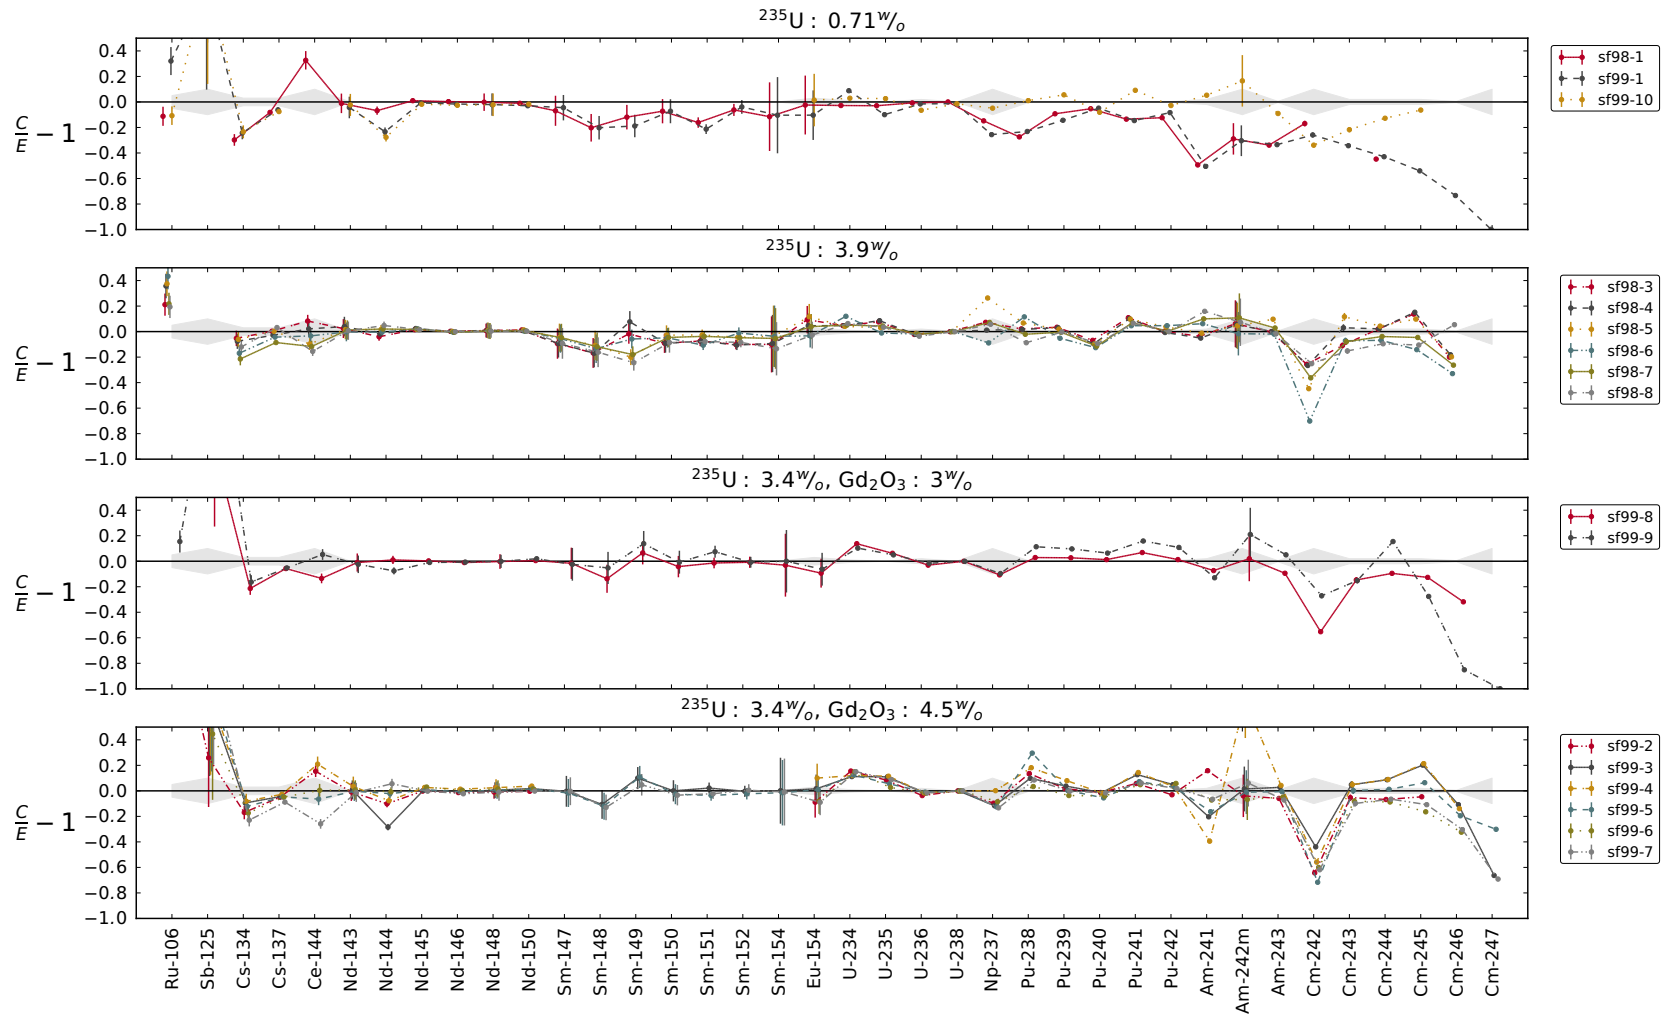 ²³⁵U : 0.71w/o
0.4
0.2
0.0
−0.2
−0.4
−0.6
−0.8
−1.0
C/E − 1
sf98-1
sf99-1
sf99-10
²³⁵U : 3.9w/o
0.4
0.2
0.0
−0.2
−0.4
−0.6
−0.8
−1.0
C/E − 1
sf98-3
sf98-4
sf98-5
sf98-6
sf98-7
sf98-8
²³⁵U : 3.4w/o, Gd₂O₃ : 3w/o
0.4
0.2
0.0
−0.2
−0.4
−0.6
−0.8
−1.0
C/E − 1
sf99-8
sf99-9
²³⁵U : 3.4w/o, Gd₂O₃ : 4.5w/o
0.4
0.2
0.0
−0.2
−0.4
−0.6
−0.8
−1.0
C/E − 1
sf99-2
sf99-3
sf99-4
sf99-5
sf99-6
sf99-7
Ru-106
Sb-125
Cs-134
Cs-137
Ce-144
Nd-143
Nd-144
Nd-145
Nd-146
Nd-148
Nd-150
Sm-147
Sm-148
Sm-149
Sm-150
Sm-151
Sm-152
Sm-154
Eu-154
U-234
U-235
U-236
U-238
Np-237
Pu-238
Pu-239
Pu-240
Pu-241
Pu-242
Am-241
Am-242m
Am-243
Cm-242
Cm-243
Cm-244
Cm-245
Cm-246
Cm-247